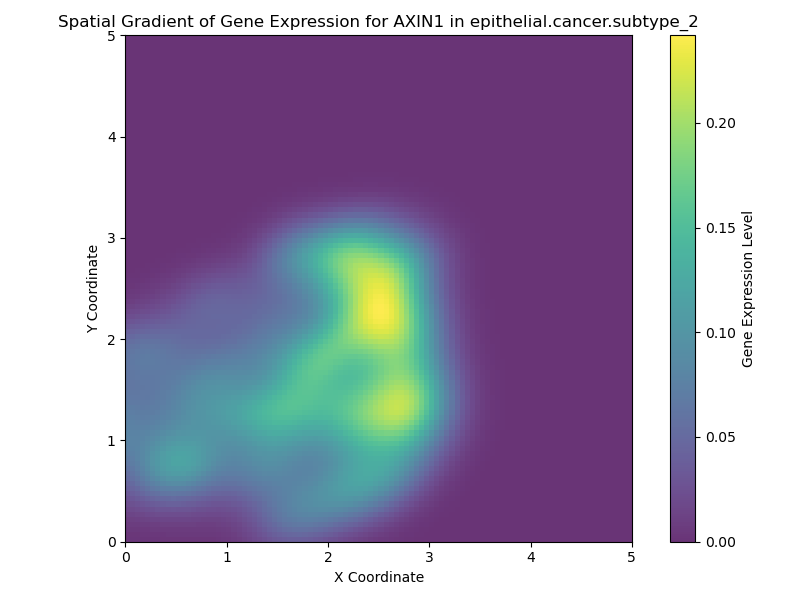 Spatial Gradient of Gene Expression for AXIN1 in epithelial.cancer.subtype_2
5
4
3
2
1
0
Y Coordinate
0 1 2 3 4 5
X Coordinate
0.20
0.15
0.10
0.05
0.00
Gene Expression Level